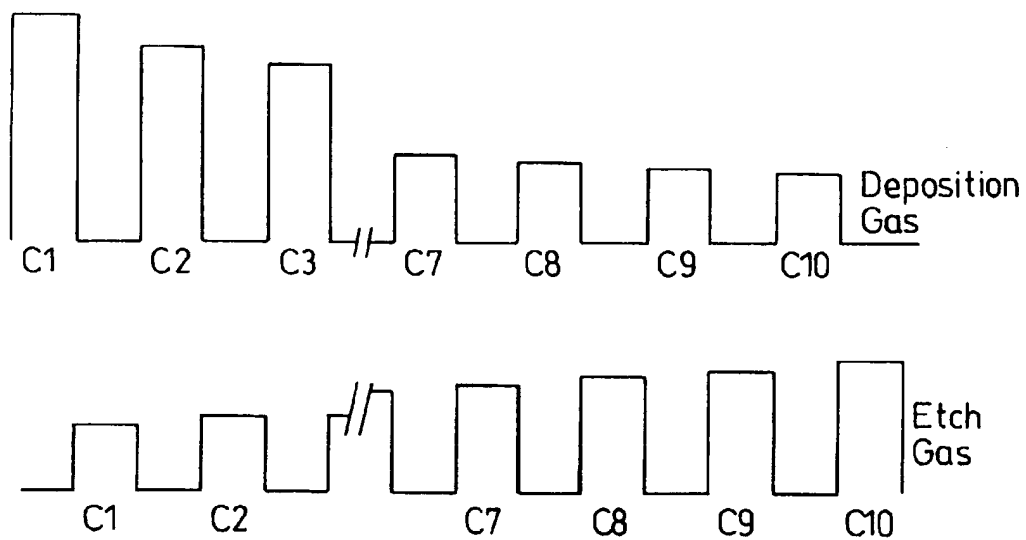 Deposition
Gas
C1 C2 C3 C7 C8 C9 C10
Etch
Gas
C1 C2 C7 C8 C9 C10